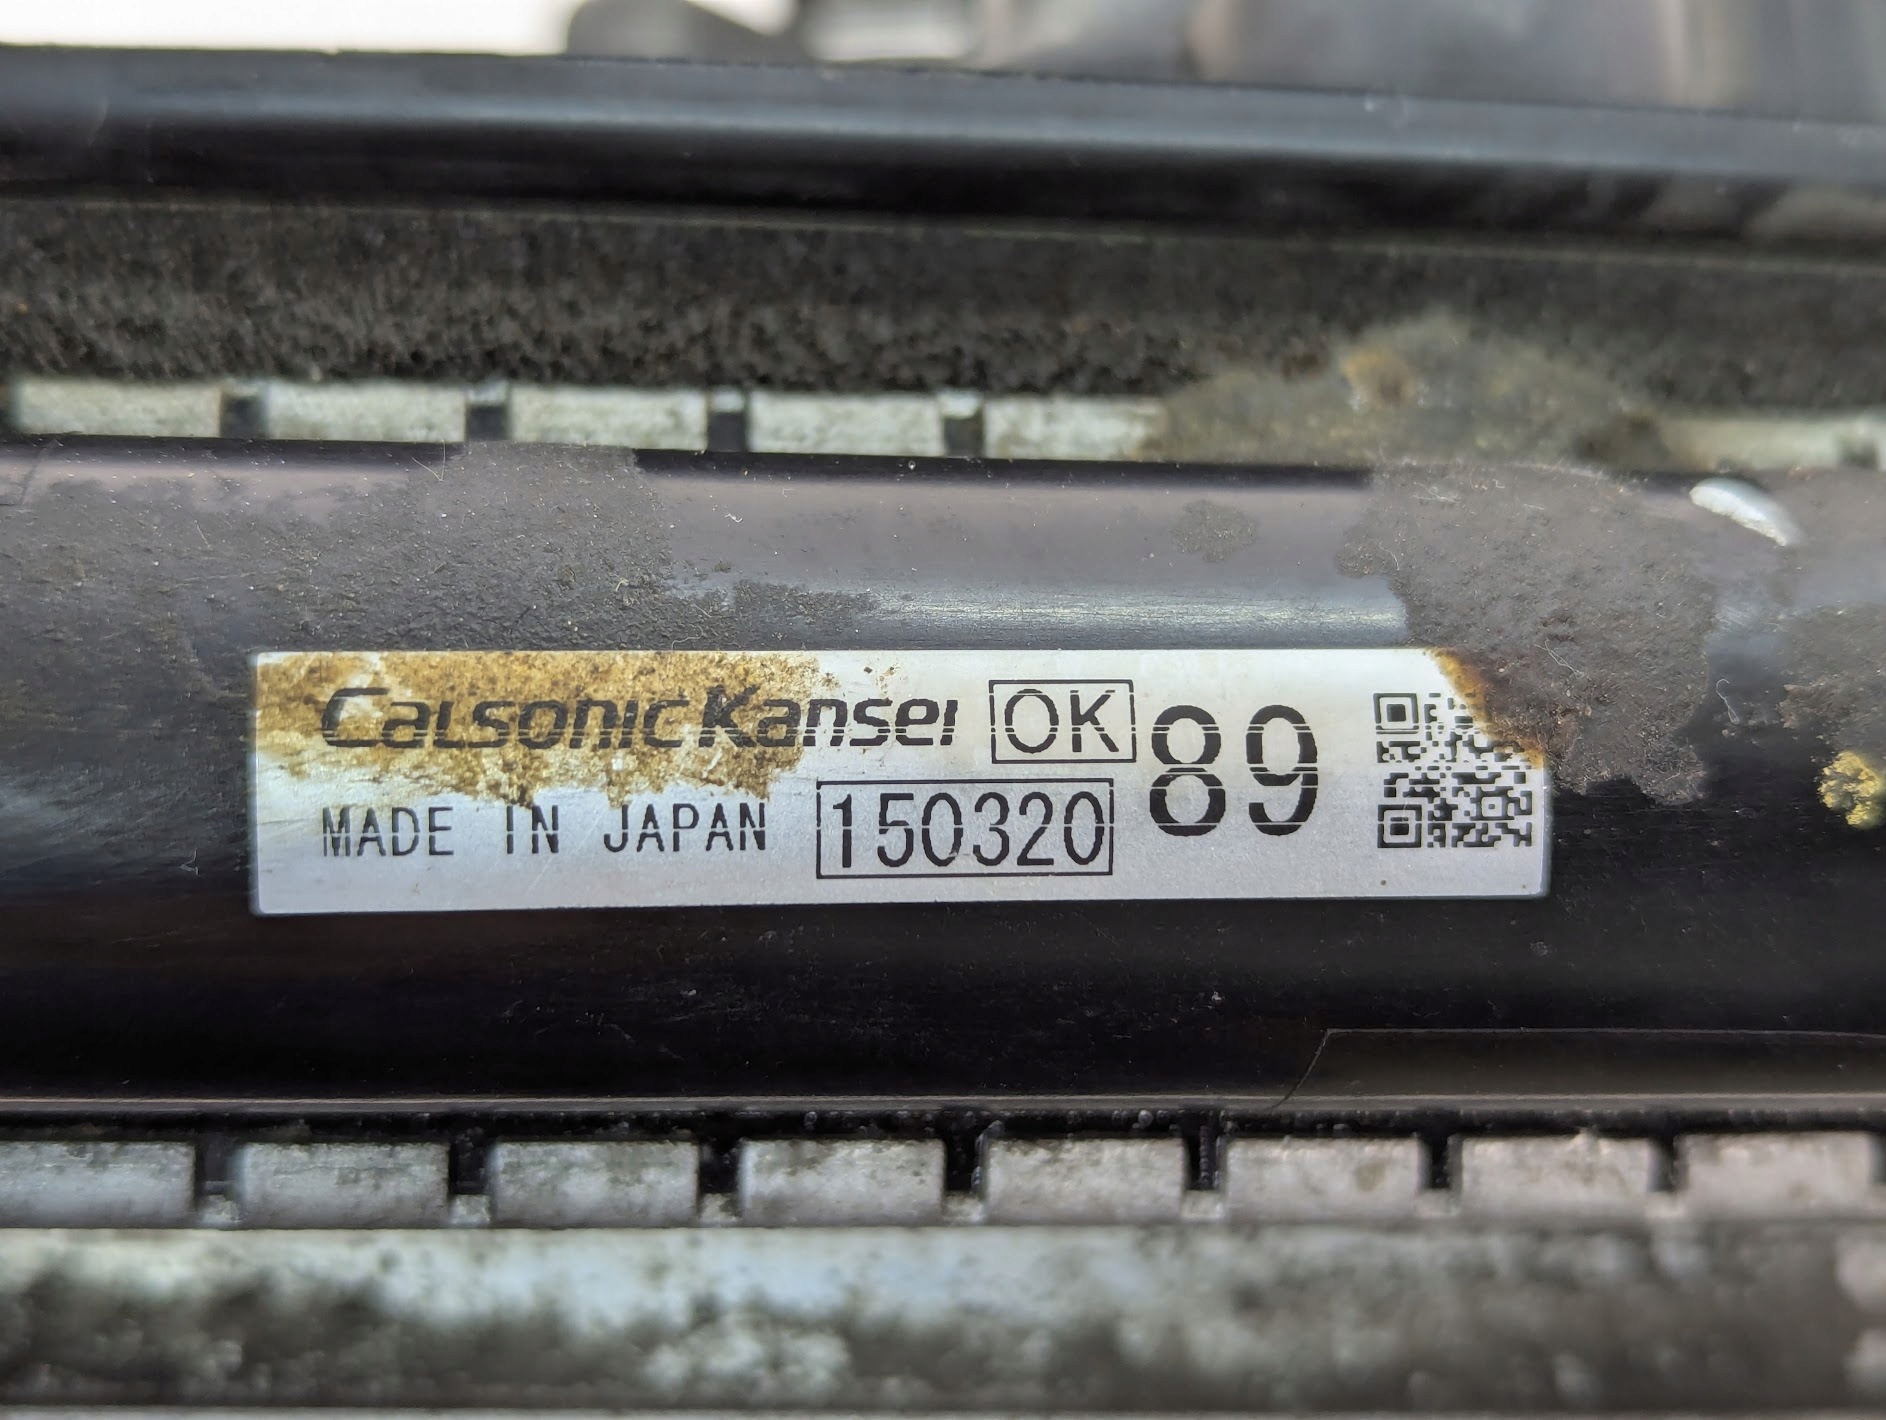 CalsonicKansei OK 89
MADE IN JAPAN 150320